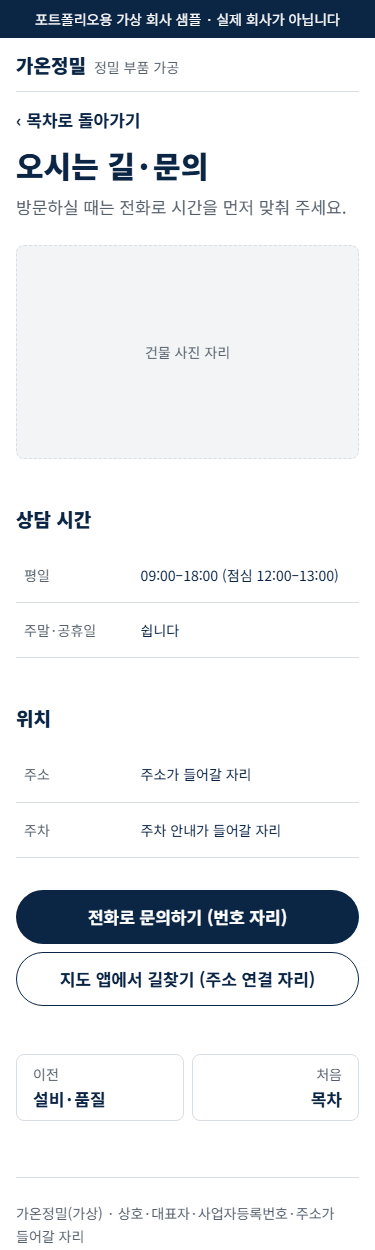 포트폴리오용 가상 회사 샘플 · 실제 회사가 아닙니다
가온정밀 정밀 부품 가공
‹ 목차로 돌아가기
오시는 길·문의
방문하실 때는 전화로 시간을 먼저 맞춰 주세요.
건물 사진 자리
상담 시간
평일 09:00–18:00 (점심 12:00–13:00)
주말·공휴일 쉽니다
위치
주소 주소가 들어갈 자리
주차 주차 안내가 들어갈 자리
전화로 문의하기 (번호 자리)
지도 앱에서 길찾기 (주소 연결 자리)
이전 처음
설비·품질 목차
가온정밀(가상) · 상호·대표자·사업자등록번호·주소가
들어갈 자리